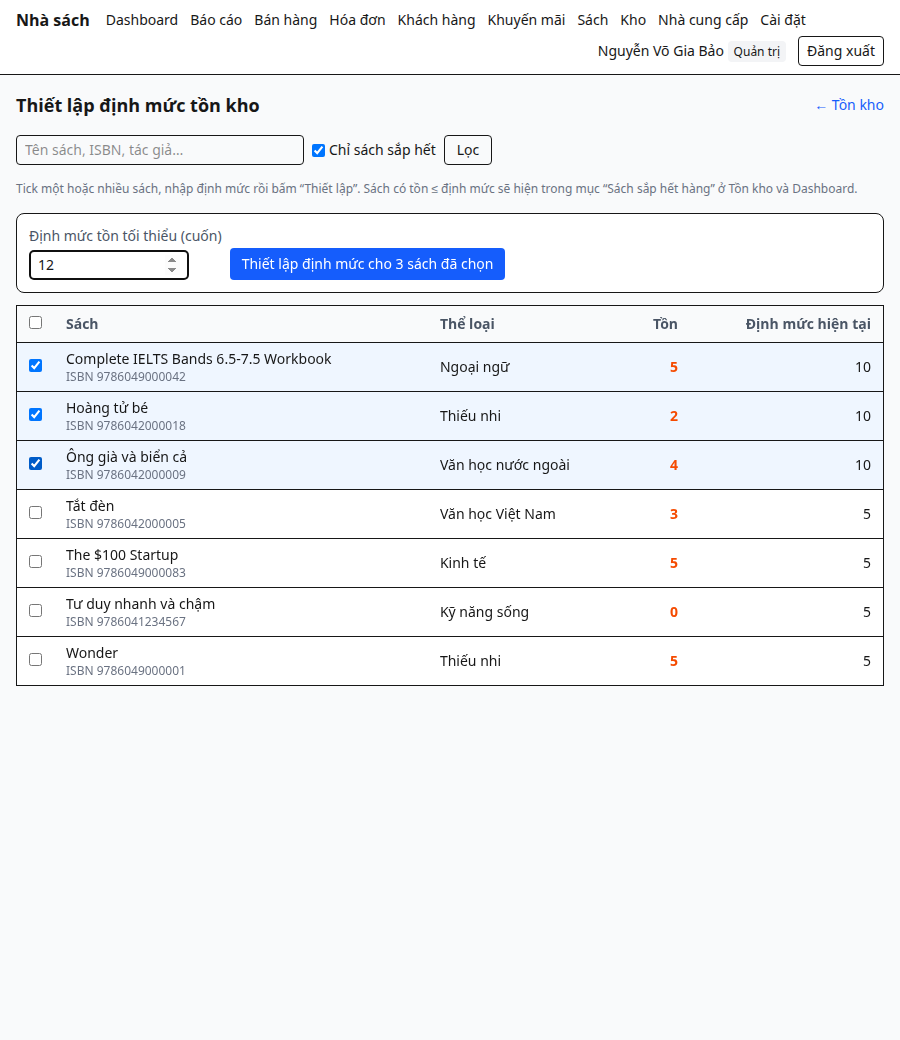 Nhà sách Dashboard Báo cáo Bán hàng Hóa đơn Khách hàng Khuyến mãi Sách Kho Nhà cung cấp Cài đặt
Nguyễn Võ Gia Bảo Quản trị Đăng xuất
Thiết lập định mức tồn kho ← Tồn kho
Tên sách, ISBN, tác giả... Chỉ sách sắp hết Lọc
Tick một hoặc nhiều sách, nhập định mức rồi bấm “Thiết lập”. Sách có tồn ≤ định mức sẽ hiện trong mục “Sách sắp hết hàng” ở Tồn kho và Dashboard.
Định mức tồn tối thiểu (cuốn)
12 Thiết lập định mức cho 3 sách đã chọn
Sách Thể loại Tồn Định mức hiện tại
Complete IELTS Bands 6.5-7.5 Workbook
ISBN 9786049000042
Ngoại ngữ 5 10
Hoàng tử bé
ISBN 9786042000018
Thiếu nhi 2 10
Ông già và biển cả
ISBN 9786042000009
Văn học nước ngoài 4 10
Tắt đèn
ISBN 9786042000005
Văn học Việt Nam 3 5
The $100 Startup
ISBN 9786049000083
Kinh tế 5 5
Tư duy nhanh và chậm
ISBN 9786041234567
Kỹ năng sống 0 5
Wonder
ISBN 9786049000001
Thiếu nhi 5 5